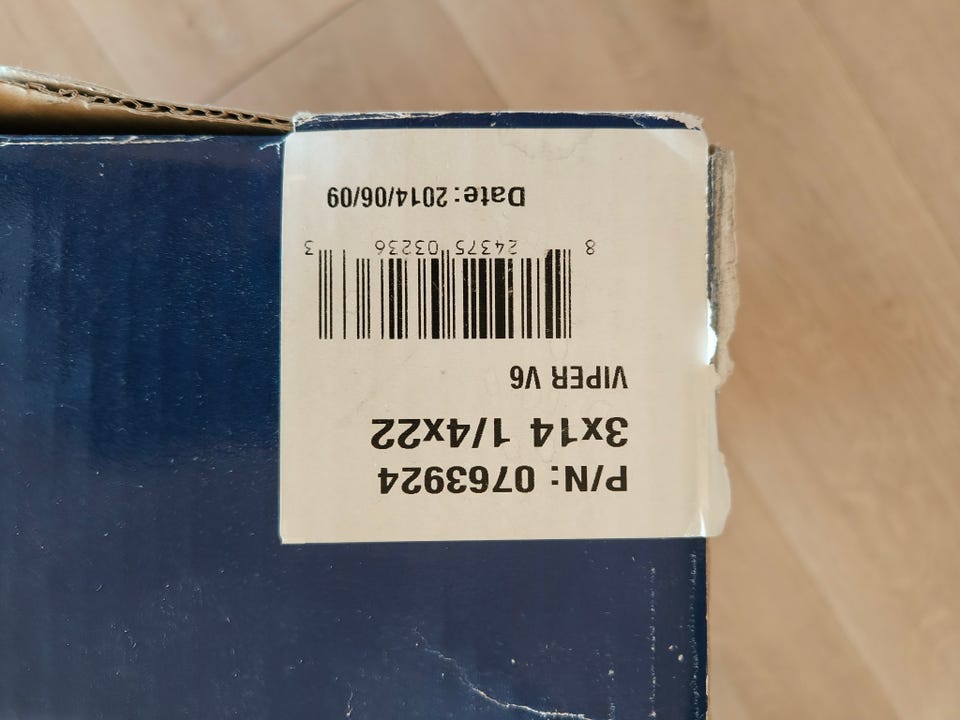 P/N: 0763924
3x14 1/4x22
VIPER V6
8 24375 03236 3
Date: 2014/06/09